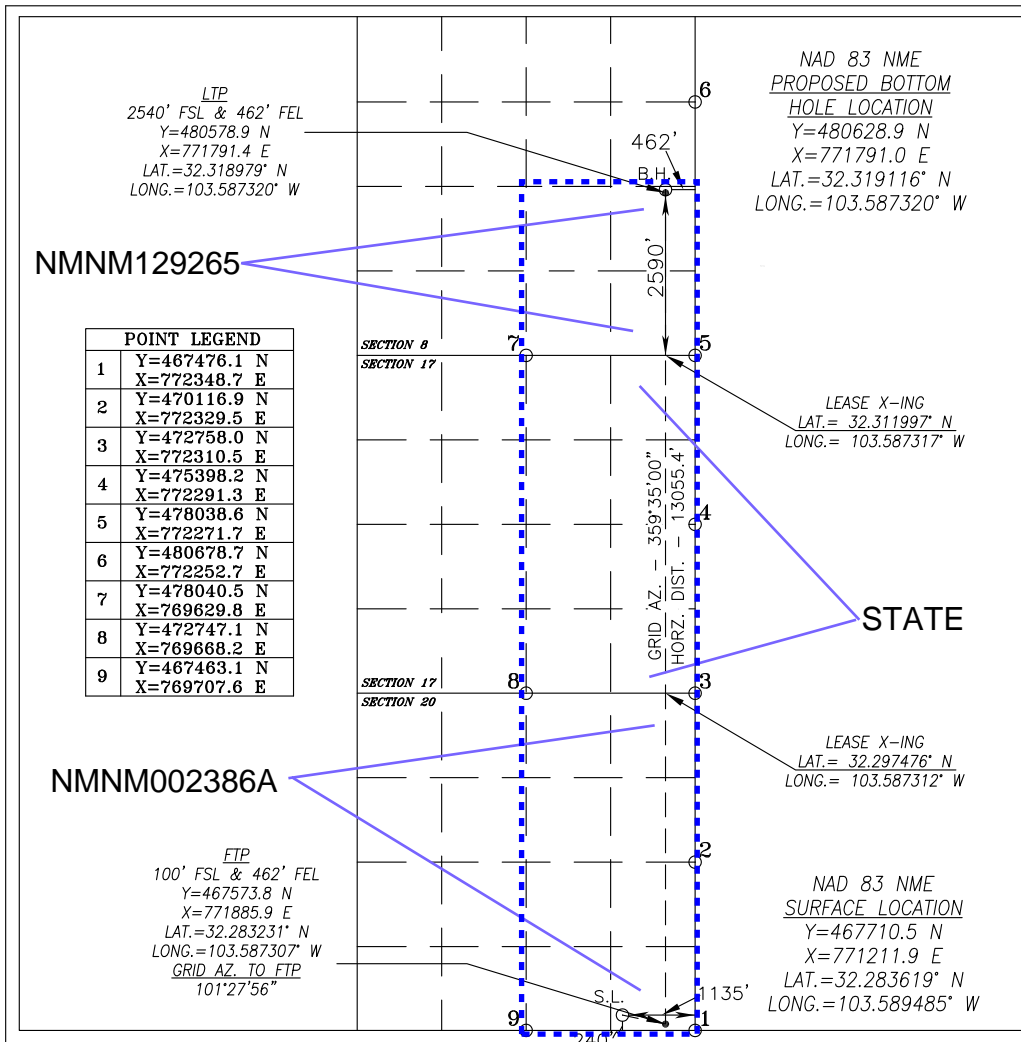 NAD 83 NME
PROPOSED BOTTOM
HOLE LOCATION
Y=480628.9 N
X=771791.0 E
LAT.=32.319116° N
LONG.=103.587320° W
LTP
2540' FSL & 462' FEL
Y=480578.9 N
X=771791.4 E
LAT.=32.318979° N
LONG.=103.587320° W
6
462'
B.H.
NMNM129265
2590'
POINT LEGEND
1 Y=467476.1 N
X=772348.7 E
2 Y=470116.9 N
X=772329.5 E
3 Y=472758.0 N
X=772310.5 E
4 Y=475398.2 N
X=772291.3 E
5 Y=478038.6 N
X=772271.7 E
6 Y=480678.7 N
X=772252.7 E
7 Y=478040.5 N
X=769629.8 E
8 Y=472747.1 N
X=769668.2 E
9 Y=467463.1 N
X=769707.6 E
SECTION 8
SECTION 17
7
5
LEASE X-ING
LAT.= 32.311997° N
LONG.= 103.587317° W
4
GRID AZ. - 359°35'00"
HORZ. DIST. - 13055.4'
STATE
SECTION 17
SECTION 20
8
3
LEASE X-ING
LAT.= 32.297476° N
LONG.= 103.587312° W
NMNM002386A
2
FTP
100' FSL & 462' FEL
Y=467573.8 N
X=771885.9 E
LAT.=32.283231° N
LONG.=103.587307° W
GRID AZ. TO FTP
101°27'56"
NAD 83 NME
SURFACE LOCATION
Y=467710.5 N
X=771211.9 E
LAT.=32.283619° N
LONG.=103.589485° W
S.L.
1135'
9
240'
1